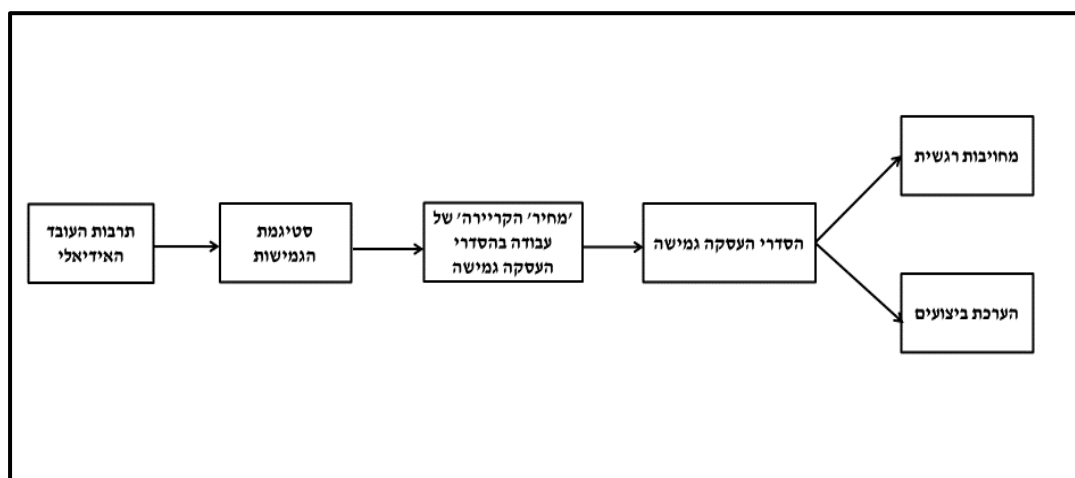 תרבות העובד
האידיאלי
סטיגמת
הגמישות
'מחיר' הקריירה' של
עבודה בהסדרי
העסקה גמישה
הסדרי העסקה גמישה
מחויבות רגשית
הערכת ביצועים